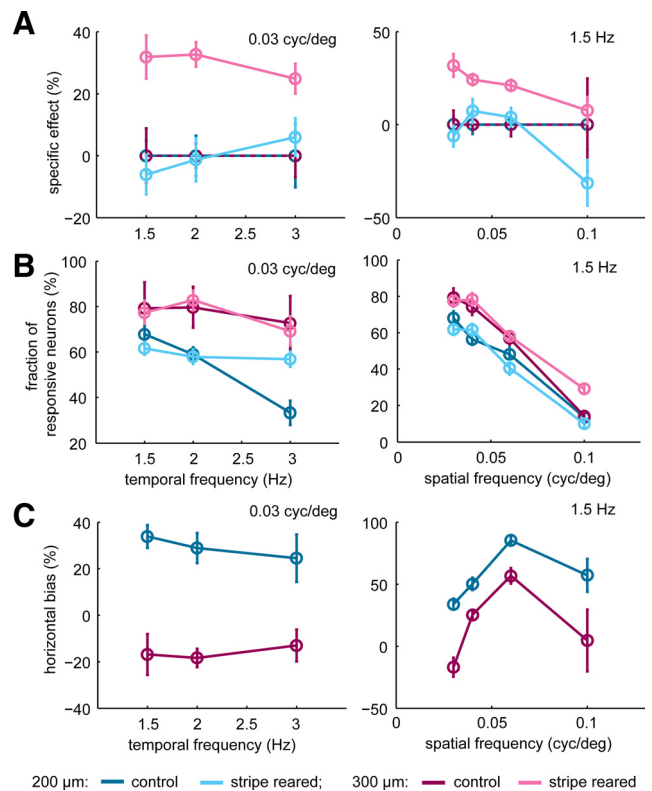 A
0.03 cyc/deg
1.5 Hz
specific effect (%)
40
20
0
−20
1.5
2
2.5
3
50
0
−50
0
0.05
0.1
B
0.03 cyc/deg
1.5 Hz
fraction of
responsive neurons (%)
100
80
60
40
20
1.5
2
2.5
3
temporal frequency (Hz)
100
80
60
40
20
0
0
0.05
0.1
spatial frequency (cyc/deg)
C
0.03 cyc/deg
1.5 Hz
horizontal bias (%)
40
20
0
−20
−40
1.5
2
2.5
3
temporal frequency (Hz)
100
50
0
−50
0
0.05
0.1
spatial frequency (cyc/deg)
200 µm: control stripe reared; 300 µm: control stripe reared